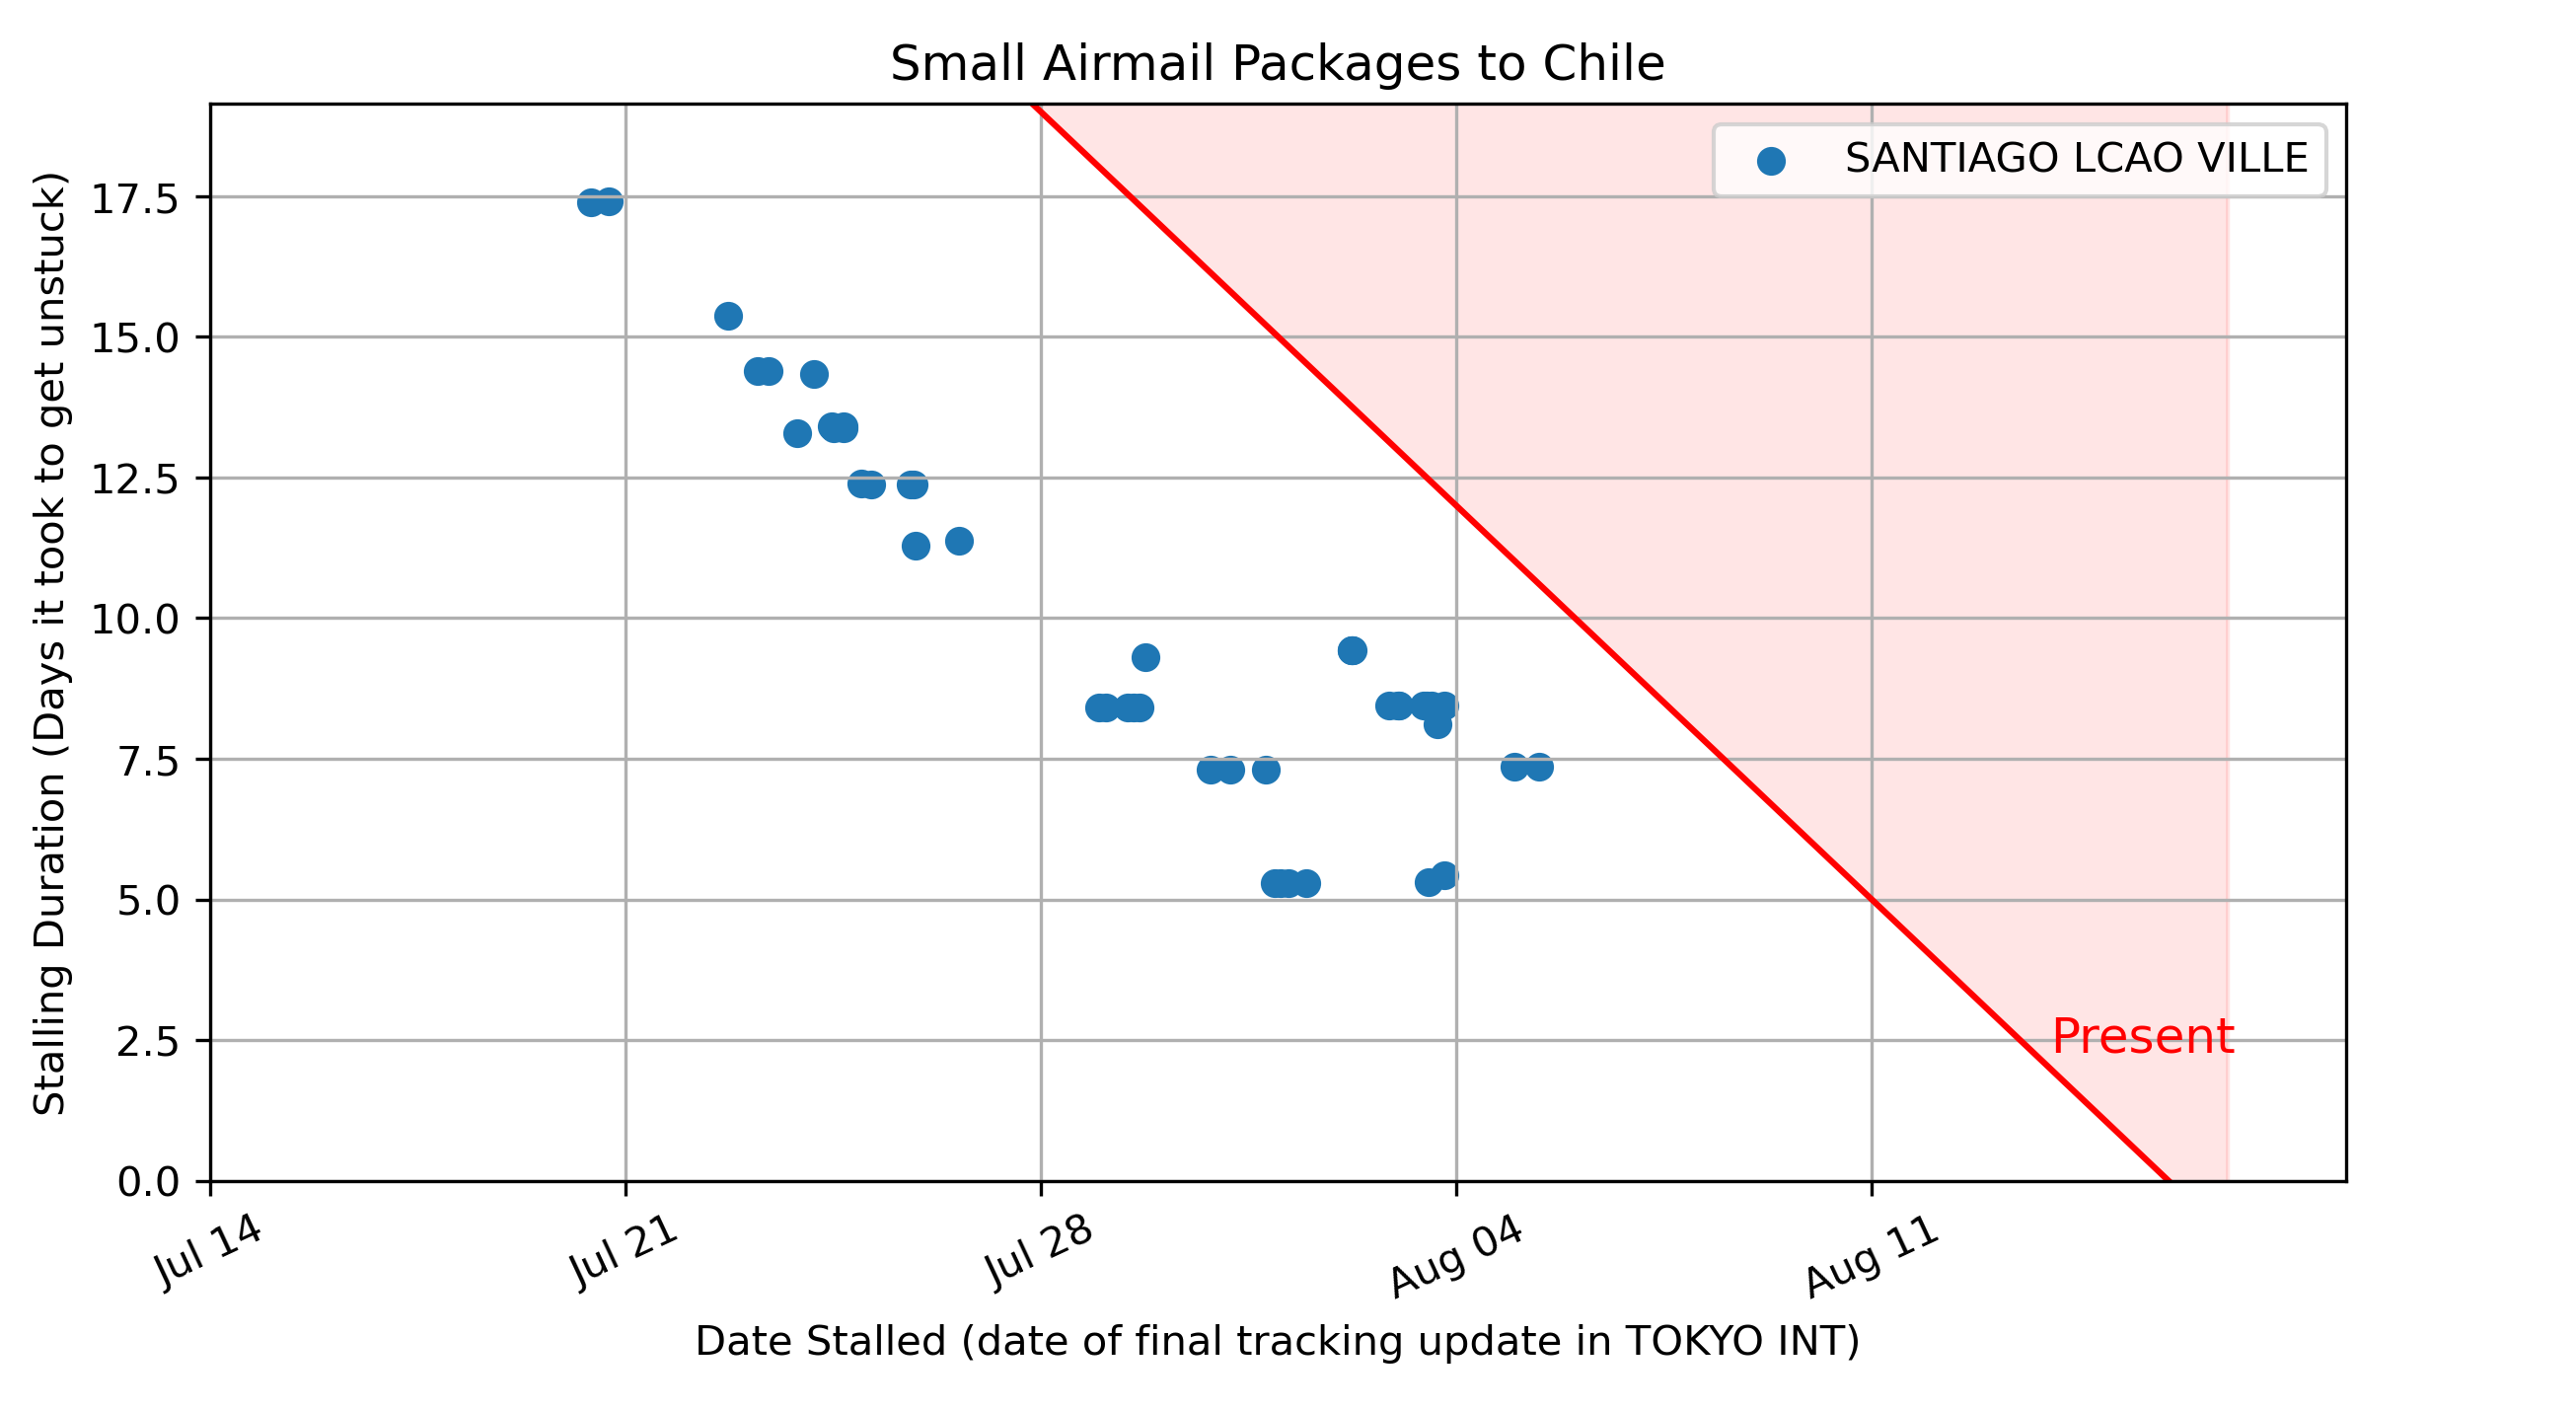 Small Airmail Packages to Chile
SANTIAGO LCAO VILLE
Stalling Duration (Days it took to get unstuck)
17.5
15.0
12.5
10.0
7.5
5.0
2.5
0.0
Present
Jul 14
Jul 21
Jul 28
Aug 04
Aug 11
Date Stalled (date of final tracking update in TOKYO INT)